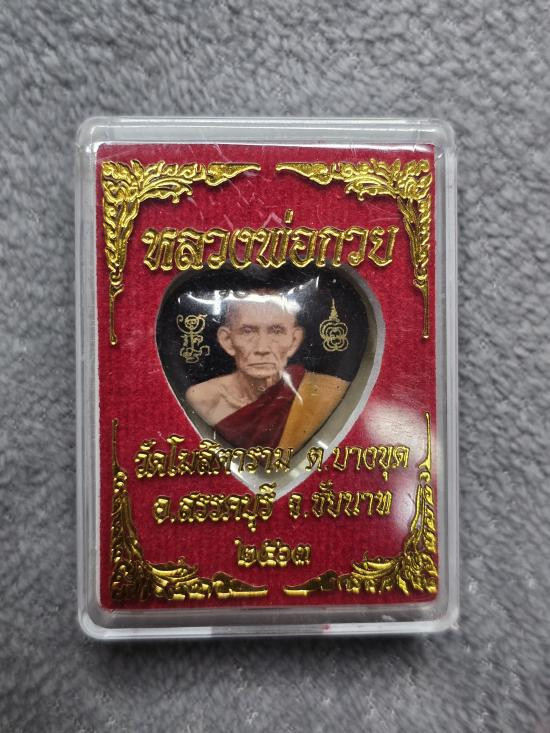 หลวงพ่อกวย
วัดโฆสิตาราม ต.บางขุด
อ.สรรคบุรี จ.ชัยนาท
๒๕๖๓